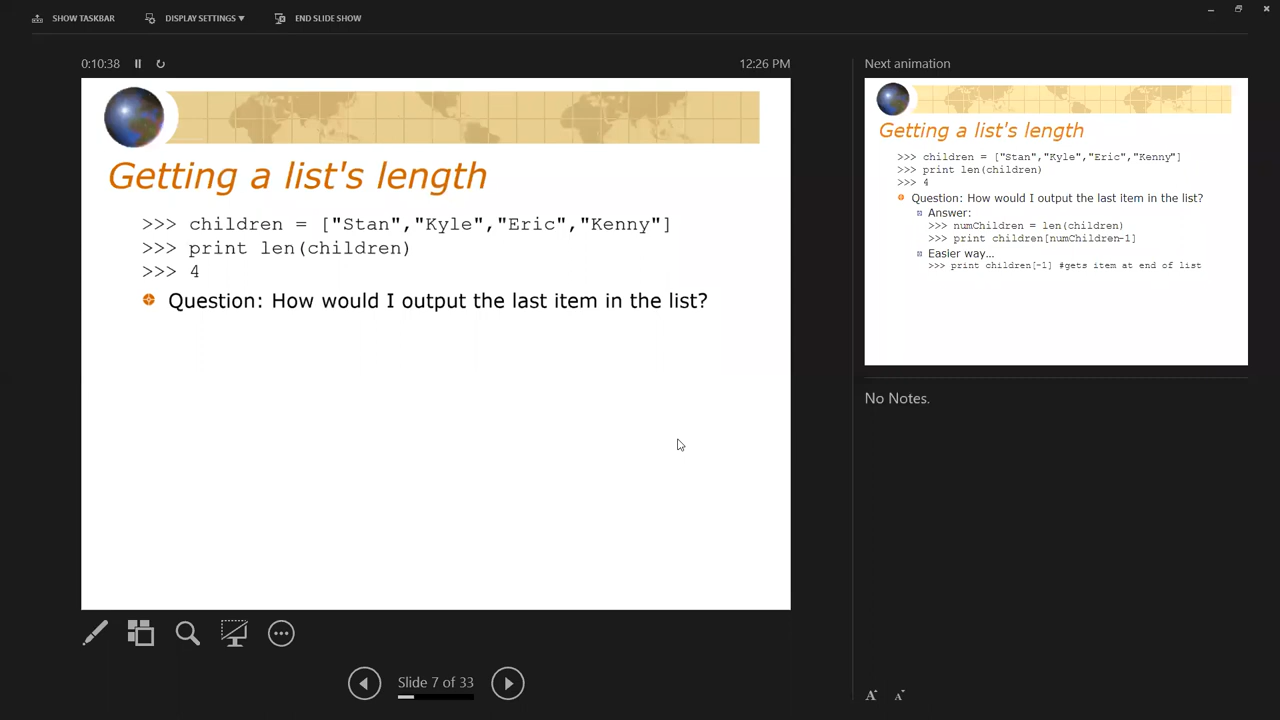 SHOW TASKBAR
DISPLAY SETTINGS
END SLIDE SHOW
0:10:38
12:26 PM
Getting a list's length
>>> children = ["Stan","Kyle","Eric","Kenny"]
>>> print len(children)
>>> 4
Question: How would I output the last item in the list?
Slide 7 of 33
Next animation
Getting a list's length
>>> children = ["Stan","Kyle","Eric","Kenny"]
>>> print len(children)
>>> 4
Question: How would I output the last item in the list?
Answer:
>>> numChildren = len(children)
>>> print children[numChildren-1]
Easier way...
>>> print children[-1] #gets item at end of list
No Notes.
A A